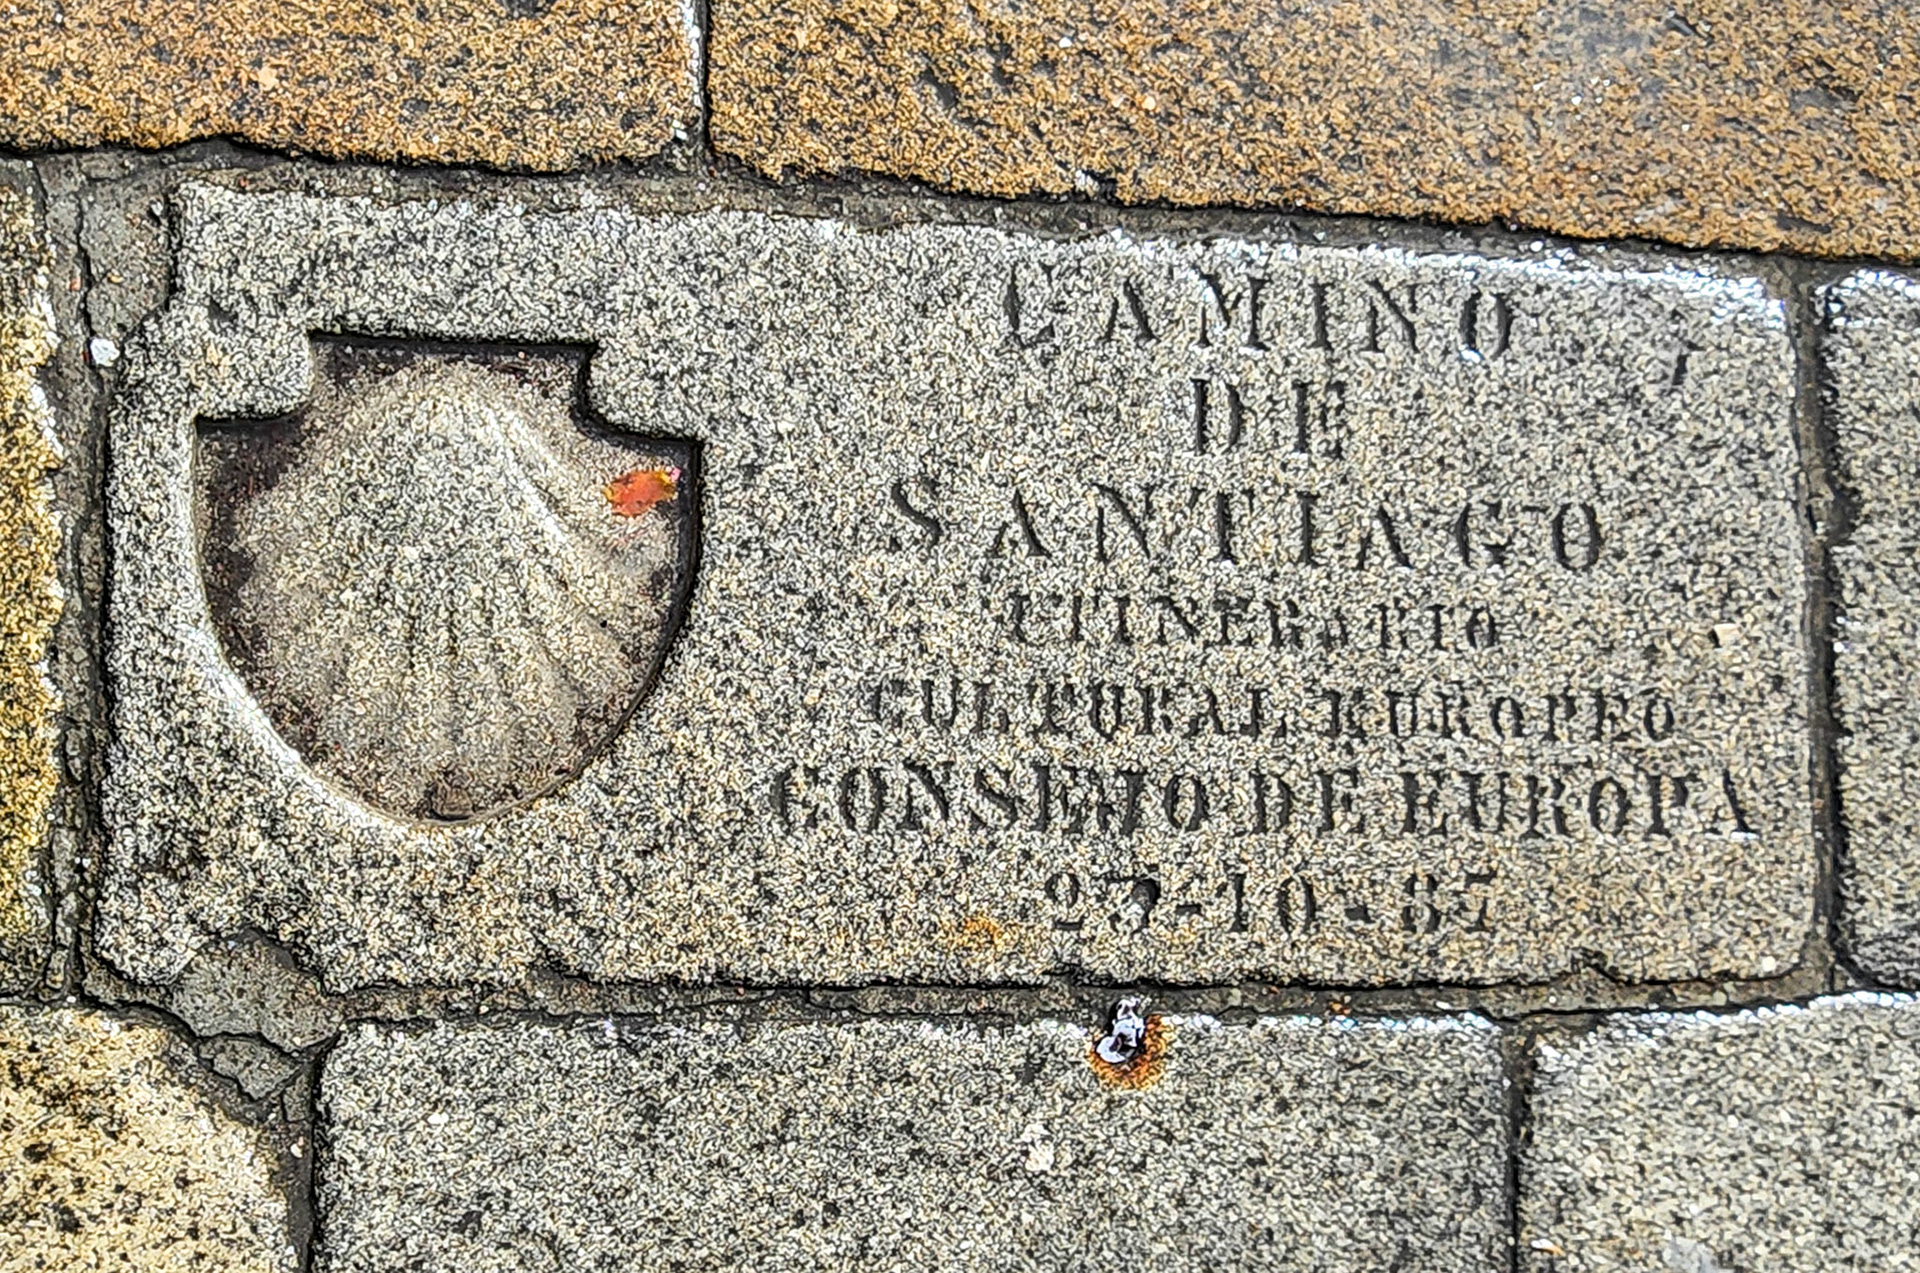 CAMINO
DE
SANTIAGO
ITINERARIO
CULTURAL EUROPEO
CONSEJO DE EUROPA
23-10-87